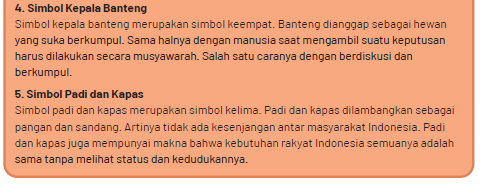 4. Simbol Kepala Banteng
Simbol kepala banteng merupakan simbol keempat. Banteng dianggap sebagai hewan
yang suka berkumpul. Sama halnya dengan manusia saat mengambil suatu keputusan
harus dilakukan secara musyawarah. Salah satu caranya dengan berdiskusi dan
berkumpul.
5. Simbol Padi dan Kapas
Simbol padi dan kapas merupakan simbol kelima. Padi dan kapas dilambangkan sebagai
pangan dan sandang. Artinya tidak ada kesenjangan antar masyarakat Indonesia. Padi
dan kapas juga mempunyai makna bahwa kebutuhan rakyat Indonesia semuanya adalah
sama tanpa melihat status dan kedudukannya.